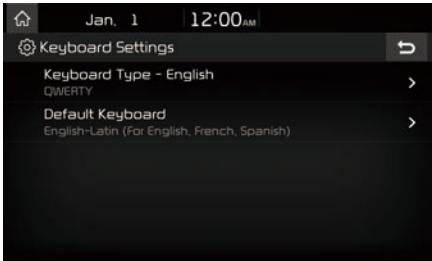 Jan. 1 12:00AM
Keyboard Settings
Keyboard Type - English
QWERTY
Default Keyboard
English-Latin (For English, French, Spanish)